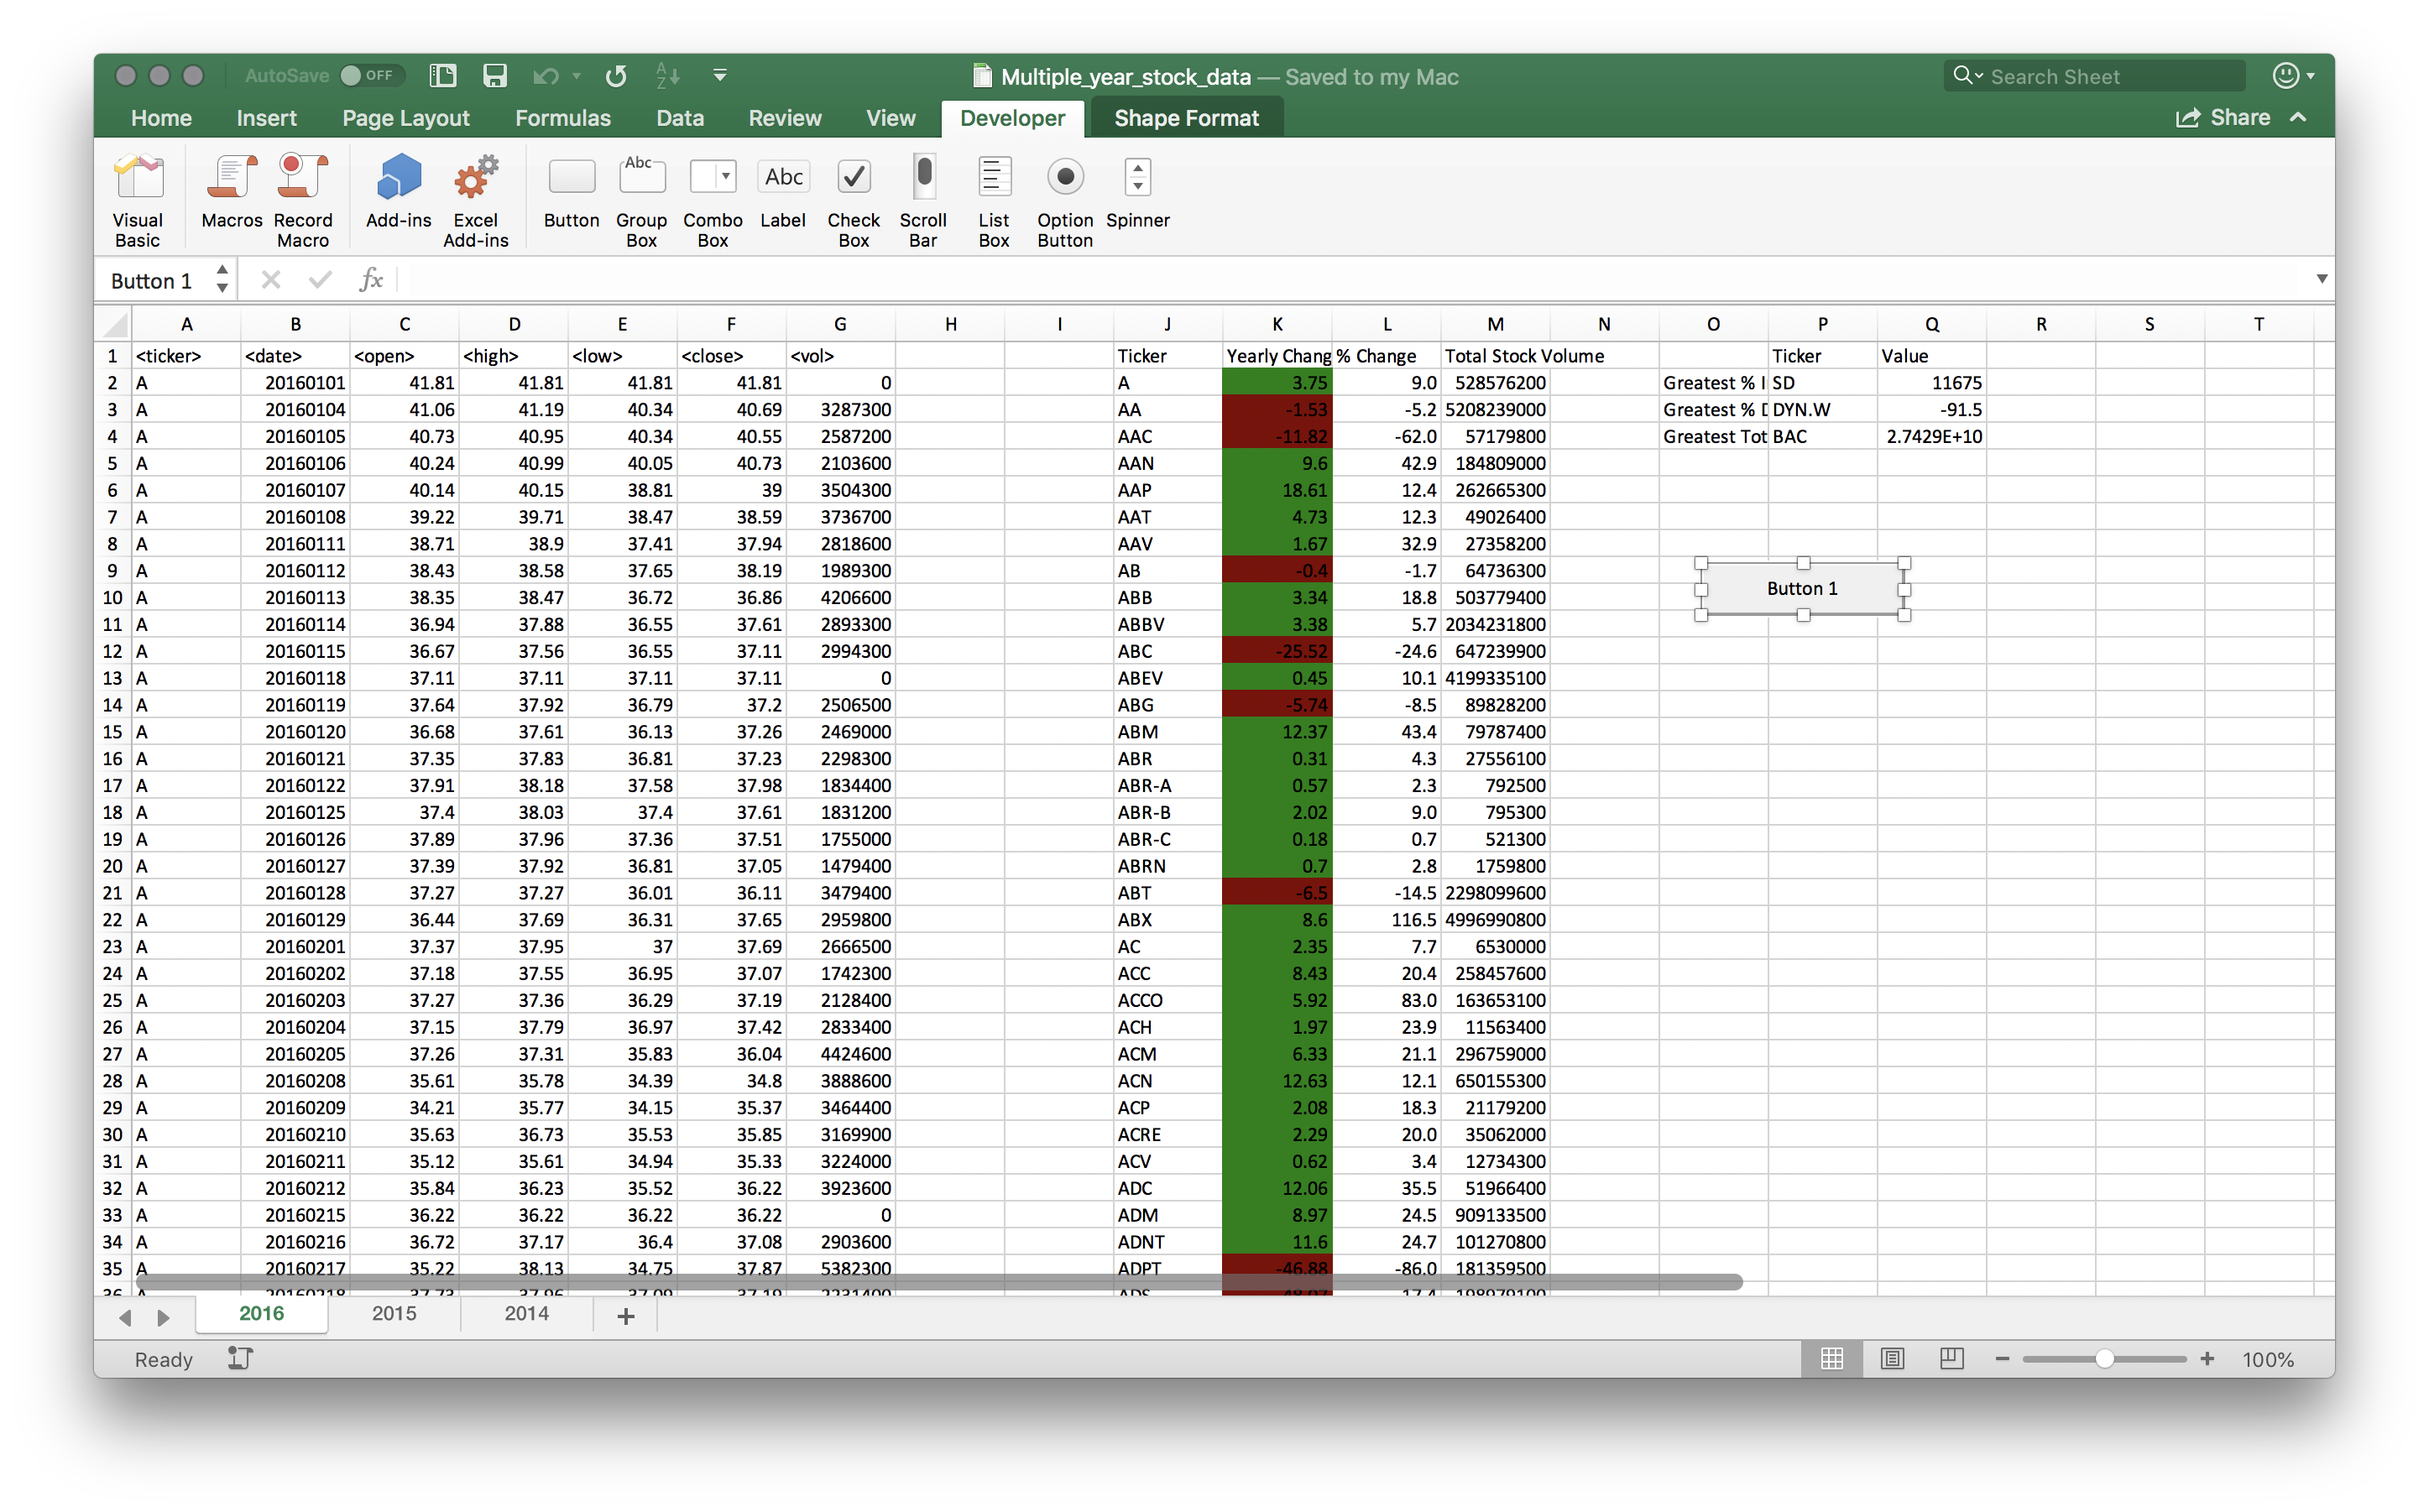 AutoSave OFF Multiple_year_stock_data — Saved to my Mac Search Sheet
Home Insert Page Layout Formulas Data Review View Developer Shape Format Share
Visual Basic Macros Record Macro Add-ins Excel Add-ins Button Abc Group Box Combo Box Abc Label Check Box Scroll Bar List Box Option Button Spinner
Button 1 fx
A B C D E F G H I J K L M N O P Q R S T
1 <ticker> <date> <open> <high> <low> <close> <vol> Ticker Yearly Chang % Change Total Stock Volume Ticker Value
2 A 20160101 41.81 41.81 41.81 41.81 0 A 3.75 9.0 528576200 Greatest % I SD 11675
3 A 20160104 41.06 41.19 40.34 40.69 3287300 AA -1.53 -5.2 5208239000 Greatest % D DYN.W -91.5
4 A 20160105 40.73 40.95 40.34 40.55 2587200 AAC -11.82 -62.0 57179800 Greatest Tot BAC 2.7429E+10
5 A 20160106 40.24 40.99 40.05 40.73 2103600 AAN 9.6 42.9 184809000
6 A 20160107 40.14 40.15 38.81 39 3504300 AAP 18.61 12.4 262665300
7 A 20160108 39.22 39.71 38.47 38.59 3736700 AAT 4.73 12.3 49026400
8 A 20160111 38.71 38.9 37.41 37.94 2818600 AAV 1.67 32.9 27358200
9 A 20160112 38.43 38.58 37.65 38.19 1989300 AB -0.4 -1.7 64736300
Button 1
10 A 20160113 38.35 38.47 36.72 36.86 4206600 ABB 3.34 18.8 503779400
11 A 20160114 36.94 37.88 36.55 37.61 2893300 ABBV 3.38 5.7 2034231800
12 A 20160115 36.67 37.56 36.55 37.11 2994300 ABC -25.52 -24.6 647239900
13 A 20160118 37.11 37.11 37.11 37.11 0 ABEV 0.45 10.1 4199335100
14 A 20160119 37.64 37.92 36.79 37.2 2506500 ABG -5.74 -8.5 89828200
15 A 20160120 36.68 37.61 36.13 37.26 2469000 ABM 12.37 43.4 79787400
16 A 20160121 37.35 37.83 36.81 37.23 2298300 ABR 0.31 4.3 27556100
17 A 20160122 37.91 38.18 37.58 37.98 1834400 ABR-A 0.57 2.3 792500
18 A 20160125 37.4 38.03 37.4 37.61 1831200 ABR-B 2.02 9.0 795300
19 A 20160126 37.89 37.96 37.36 37.51 1755000 ABR-C 0.18 0.7 521300
20 A 20160127 37.39 37.92 36.81 37.05 1479400 ABRN 0.7 2.8 1759800
21 A 20160128 37.27 37.27 36.01 36.11 3479400 ABT -6.5 -14.5 2298099600
22 A 20160129 36.44 37.69 36.31 37.65 2959800 ABX 8.6 116.5 4996990800
23 A 20160201 37.37 37.95 37 37.69 2666500 AC 2.35 7.7 6530000
24 A 20160202 37.18 37.55 36.95 37.07 1742300 ACC 8.43 20.4 258457600
25 A 20160203 37.27 37.36 36.29 37.19 2128400 ACCO 5.92 83.0 163653100
26 A 20160204 37.15 37.79 36.97 37.42 2833400 ACH 1.97 23.9 11563400
27 A 20160205 37.26 37.31 35.83 36.04 4424600 ACM 6.33 21.1 296759000
28 A 20160208 35.61 35.78 34.39 34.8 3888600 ACN 12.63 12.1 650155300
29 A 20160209 34.21 35.77 34.15 35.37 3464400 ACP 2.08 18.3 21179200
30 A 20160210 35.63 36.73 35.53 35.85 3169900 ACRE 2.29 20.0 35062000
31 A 20160211 35.12 35.61 34.94 35.33 3224000 ACV 0.62 3.4 12734300
32 A 20160212 35.84 36.23 35.52 36.22 3923600 ADC 12.06 35.5 51966400
33 A 20160215 36.22 36.22 36.22 36.22 0 ADM 8.97 24.5 909133500
34 A 20160216 36.72 37.17 36.4 37.08 2903600 ADNT 11.6 24.7 101270800
35 A 20160217 35.22 38.13 34.75 37.87 5382300 ADPT -46.88 -86.0 181359500
2016 2015 2014
Ready 100%